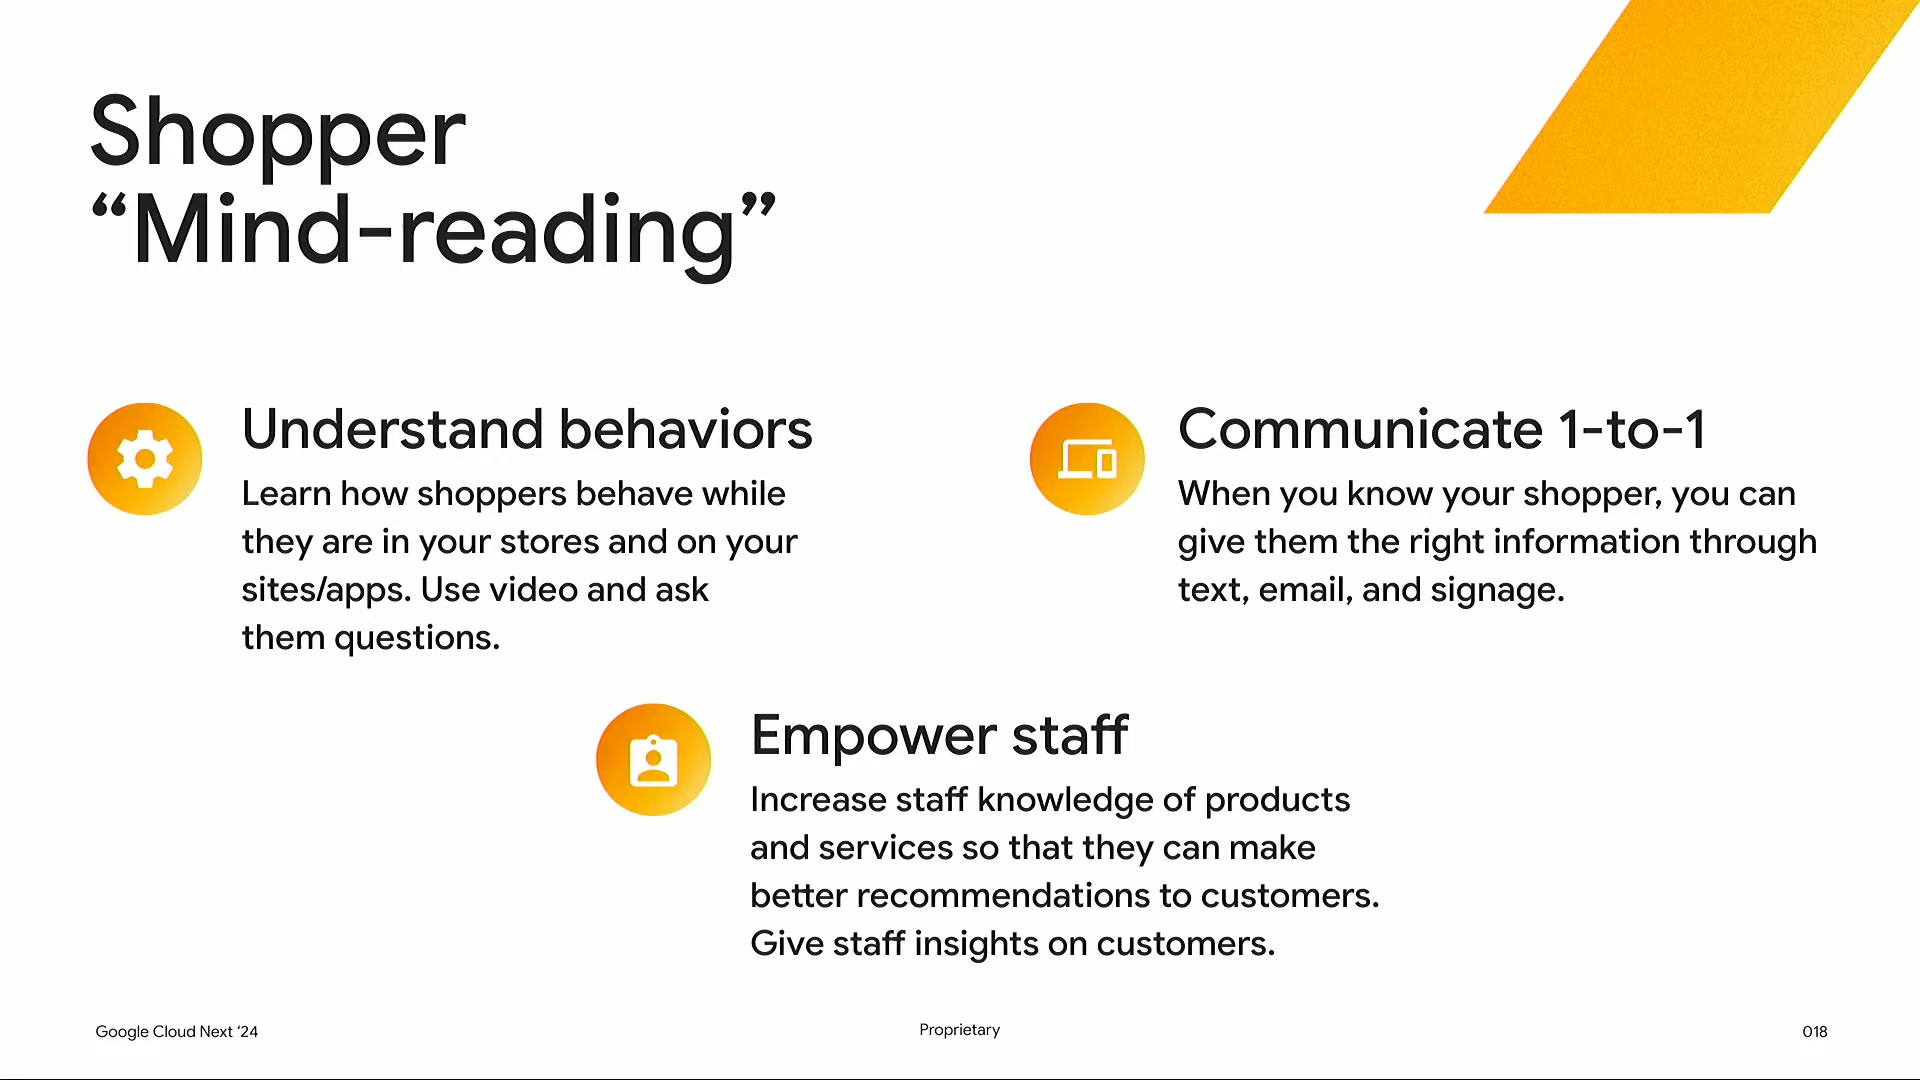 Shopper
“Mind-reading”
Understand behaviors
Learn how shoppers behave while
they are in your stores and on your
sites/apps. Use video and ask
them questions.
Communicate 1-to-1
When you know your shopper, you can
give them the right information through
text, email, and signage.
Empower staff
Increase staff knowledge of products
and services so that they can make
better recommendations to customers.
Give staff insights on customers.
Google Cloud Next ‘24
Proprietary
018